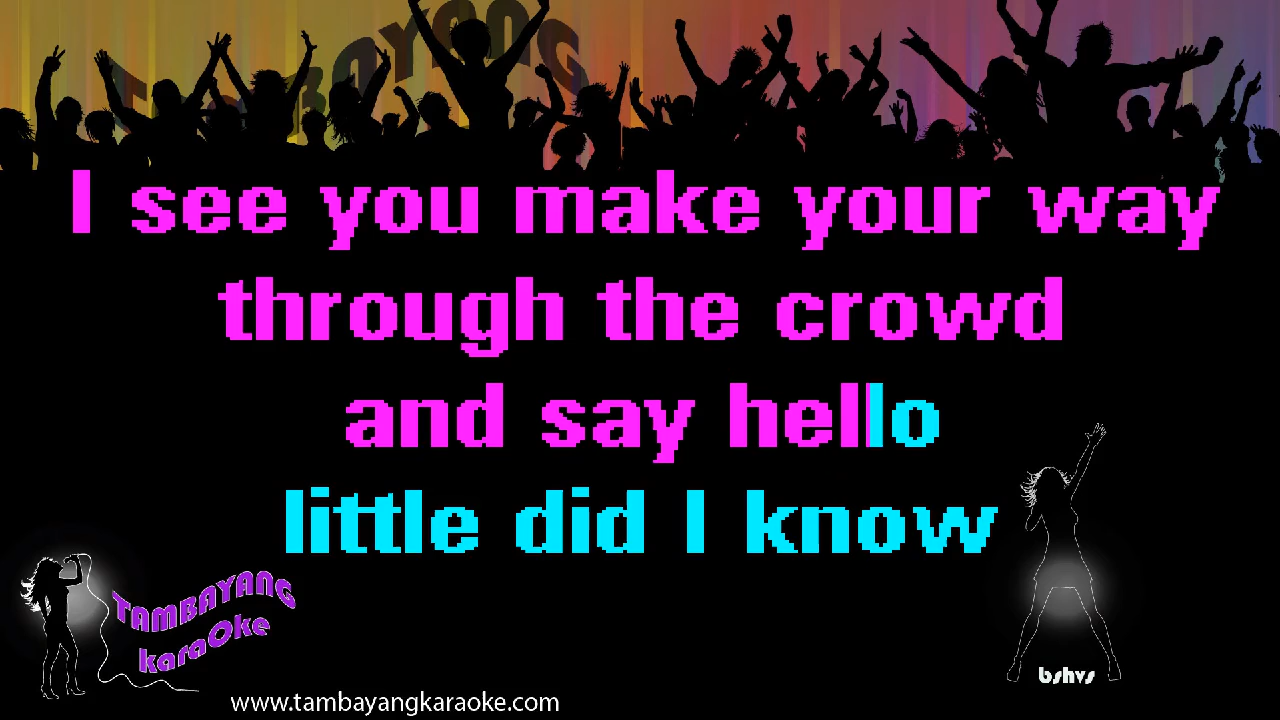 TAMBAYANG
I see you make your way
through the crowd
and say hello
little did I know
TAMBAYANG
karaOke
bshvs
www.tambayangkaraoke.com